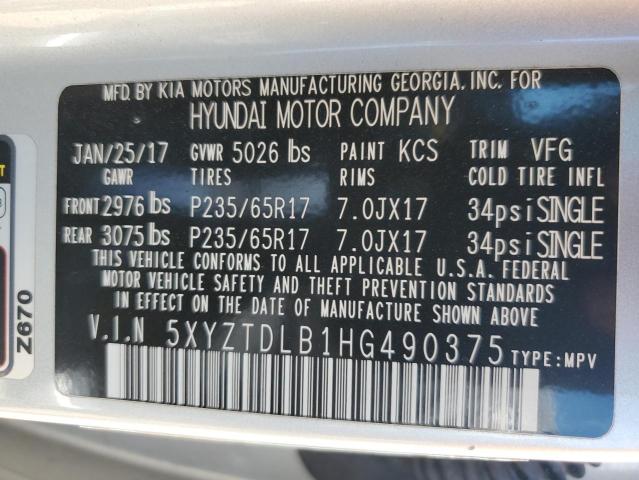 MFD. BY KIA MOTORS MANUFACTURING GEORGIA, INC. FOR
HYUNDAI MOTOR COMPANY
JAN/25/17 GVWR 5026 lbs PAINT KCS TRIM VFG
GAWR TIRES RIMS COLD TIRE INFL
FRONT 2976 lbs P235/65R17 7.0JX17 34psi SINGLE
REAR 3075 lbs P235/65R17 7.0JX17 34psi SINGLE
THIS VEHICLE CONFORMS TO ALL APPLICABLE U.S.A. FEDERAL
MOTOR VEHICLE SAFETY AND THEFT PREVENTION STANDARDS
IN EFFECT ON THE DATE OF MANUFACTURE SHOWN ABOVE.
V.I.N 5XYZTDLB1HG490375 TYPE:MPV
Z670